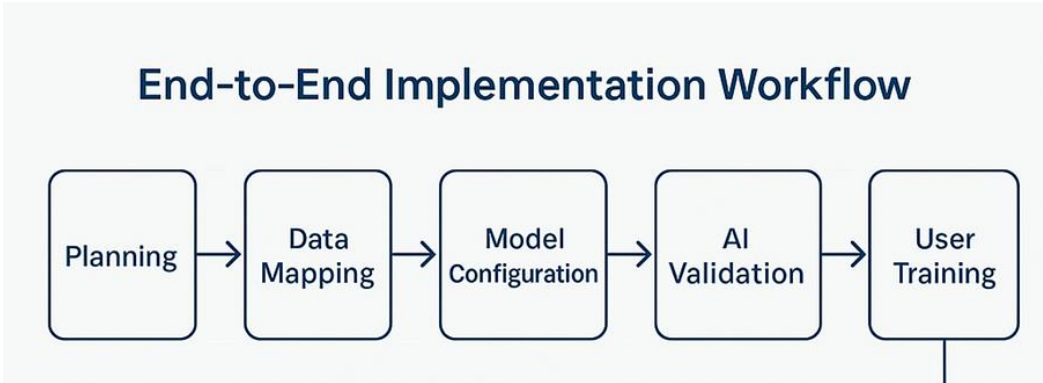 End-to-End Implementation Workflow
Planning
Data
Mapping
Model
Configuration
AI
Validation
User
Training